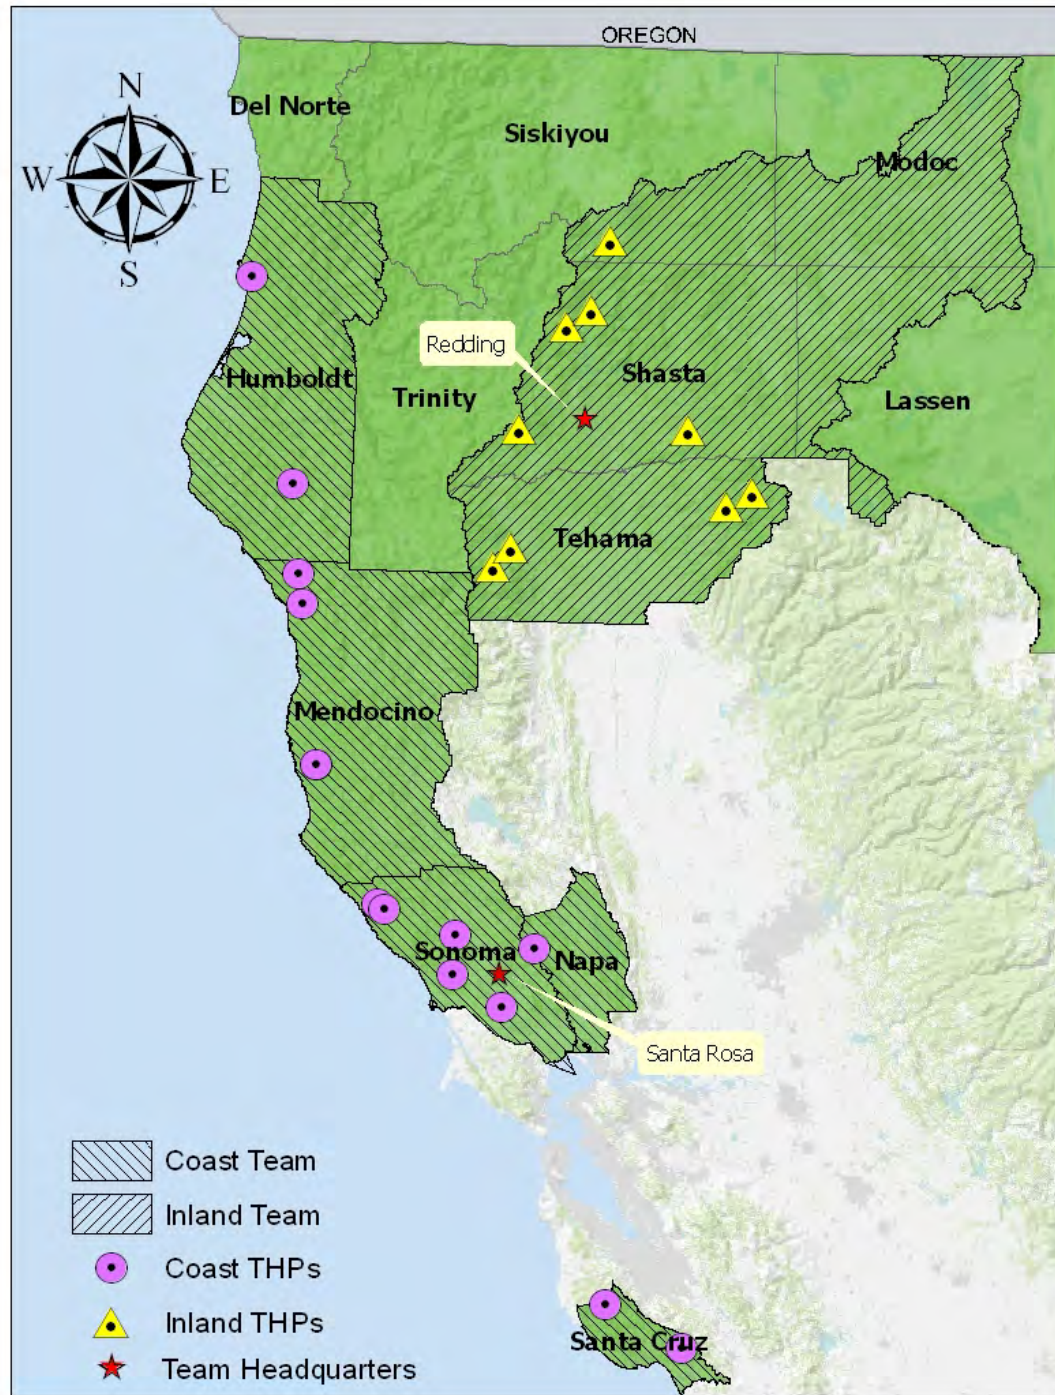 OREGON
Del Norte
Siskiyou
Modoc
N
W
E
S
Redding
Humboldt
Trinity
Shasta
Lassen
Tehama
Mendocino
Sonoma
Napa
Santa Rosa
Coast Team
Inland Team
Coast THPs
Inland THPs
Team Headquarters
Santa Cruz